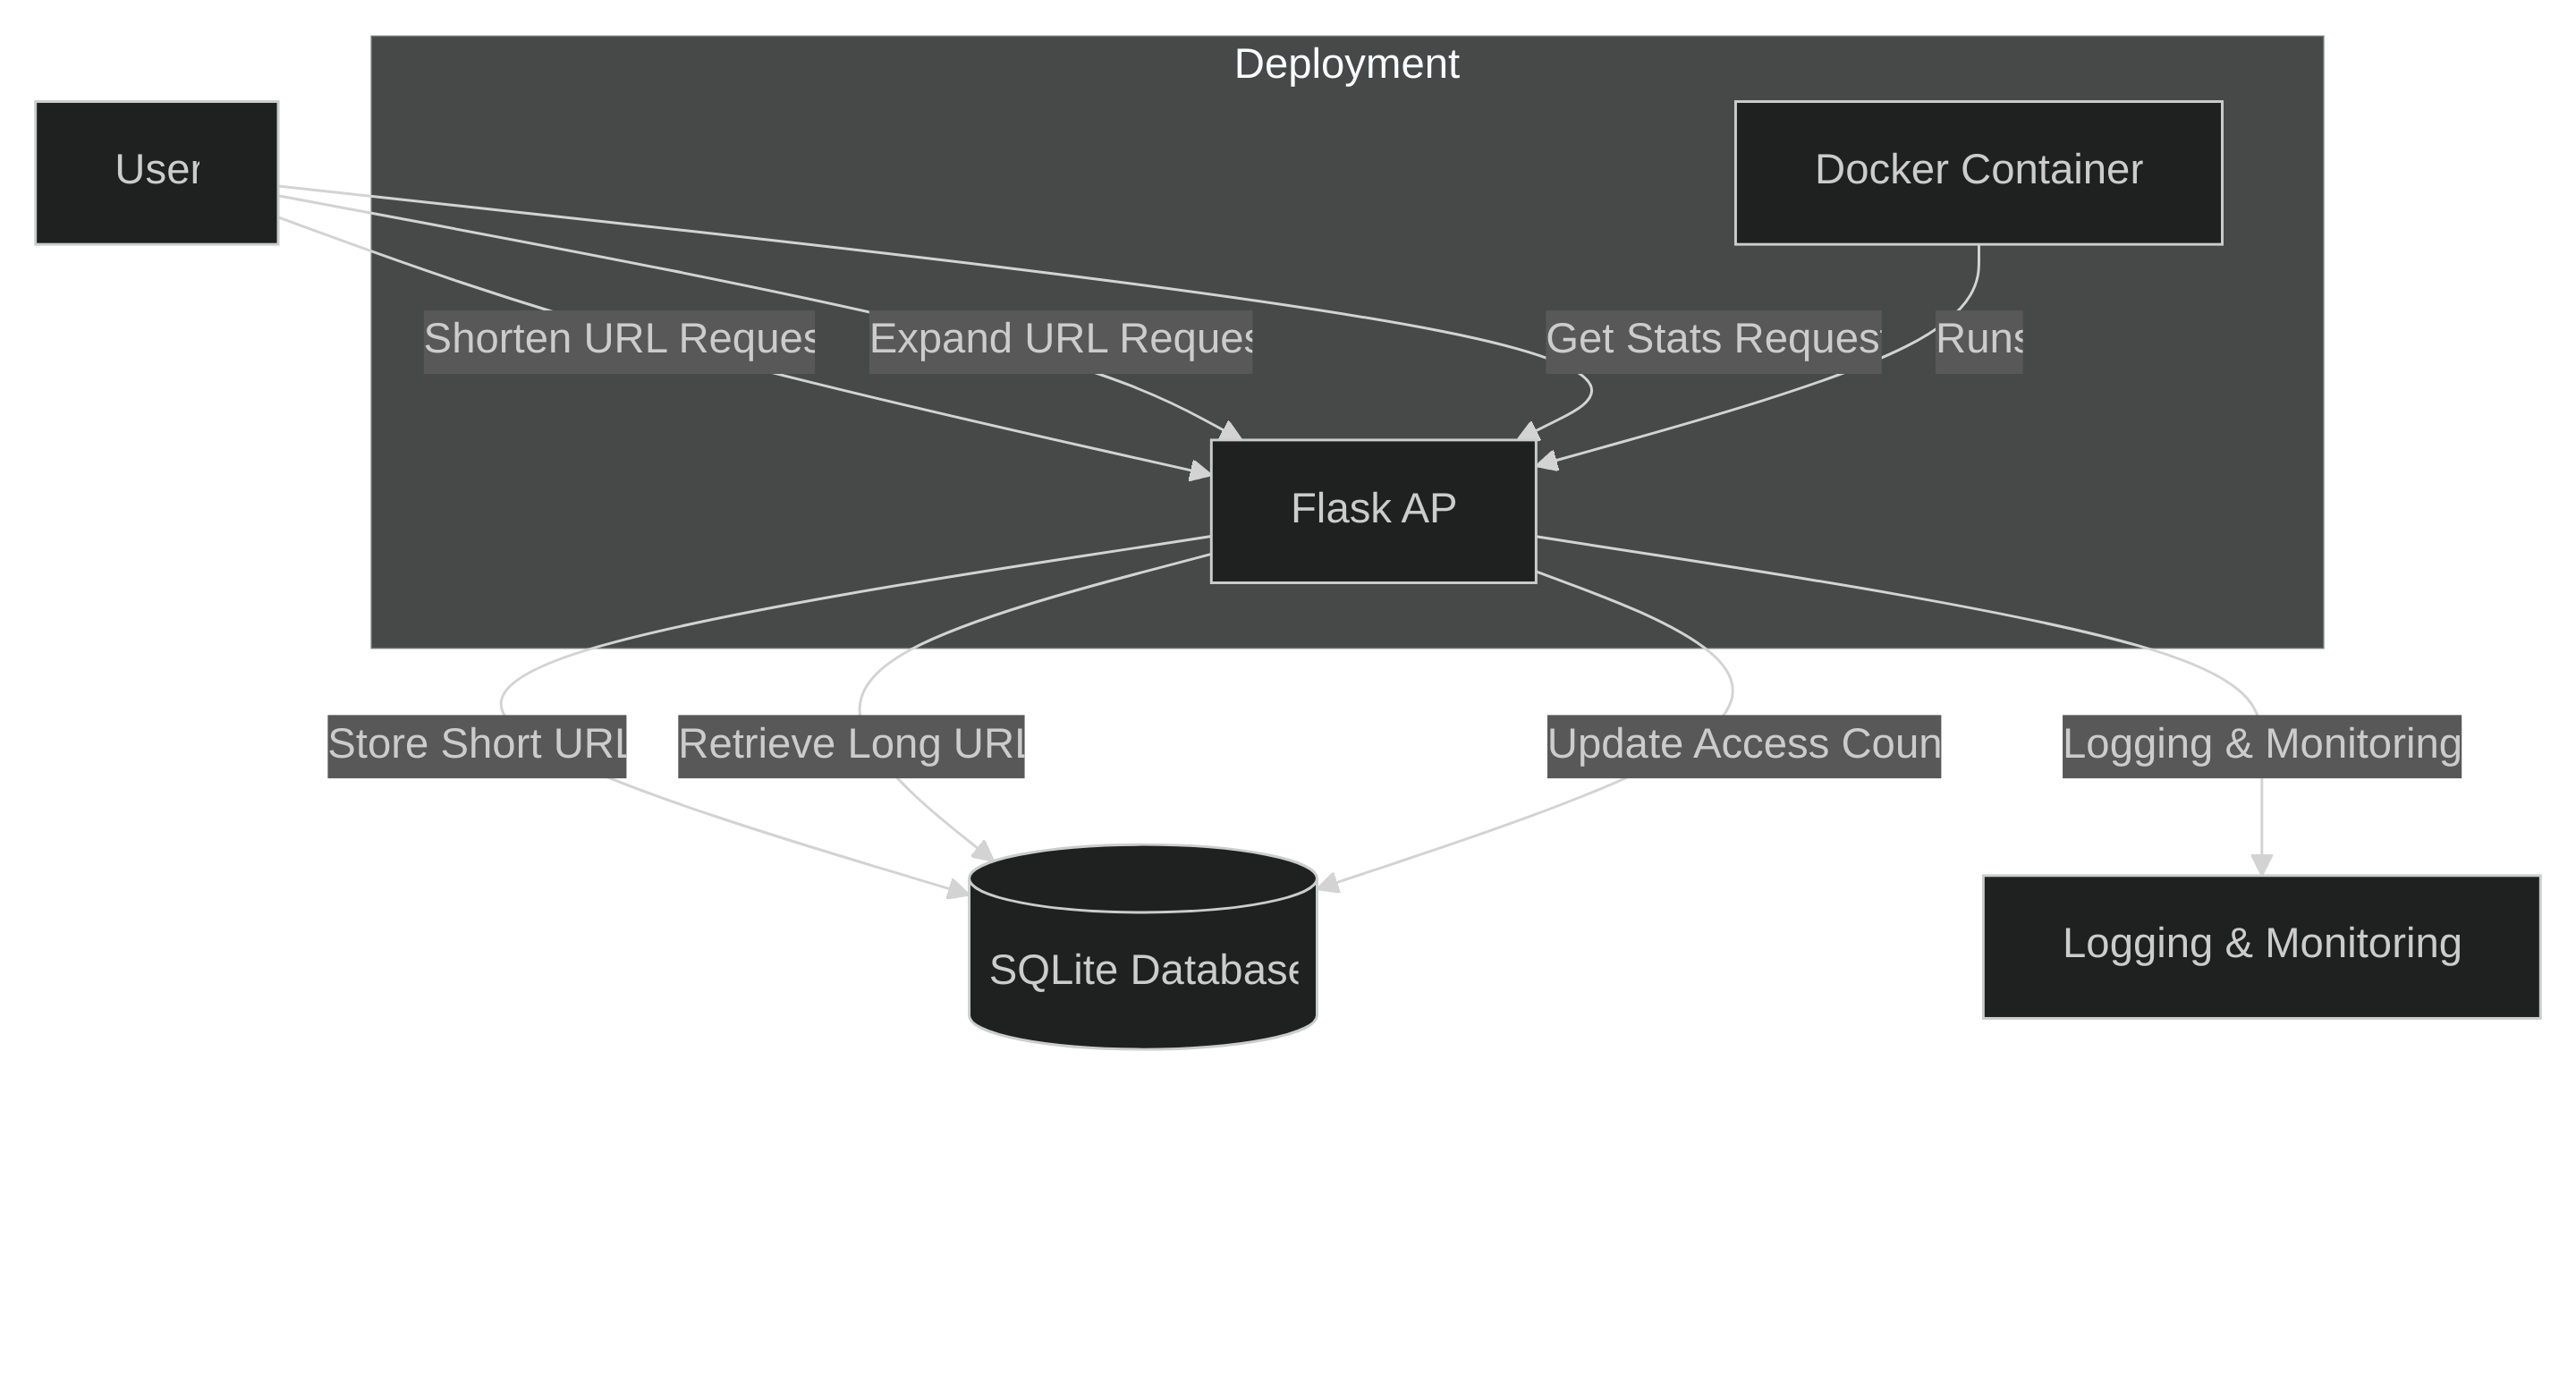 Deployment
User
Docker Container
Shorten URL Reques
Expand URL Reques
Get Stats Reques
Runs
Flask AP
Store Short URL
Retrieve Long URL
Update Access Coun
Logging & Monitoring
SQLite Database
Logging & Monitoring